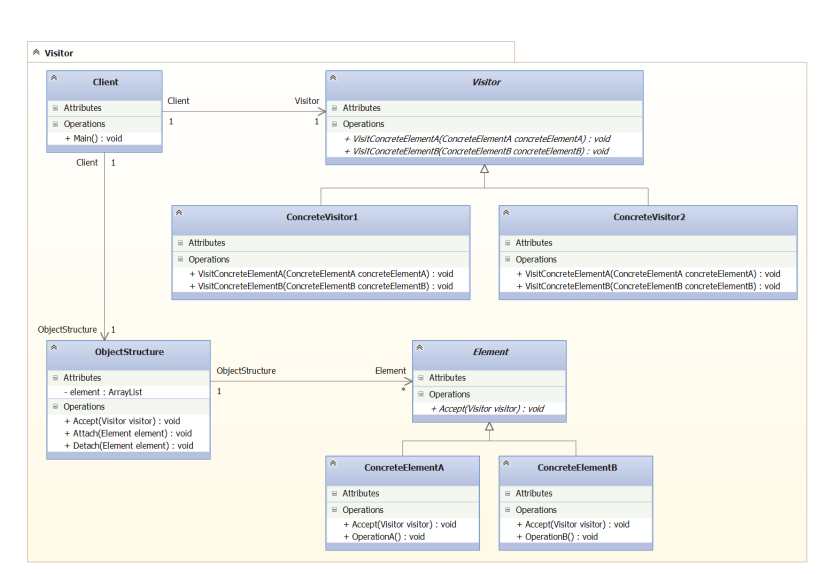 Visitor
Client
Attributes
Operations
+ Main() : void
Client
Visitor
1
1
Visitor
Attributes
Operations
+ VisitConcreteElementA(ConcreteElementA concreteElementA) : void
+ VisitConcreteElementB(ConcreteElementB concreteElementB) : void
Client
1
ConcreteVisitor1
Attributes
Operations
+ VisitConcreteElementA(ConcreteElementA concreteElementA) : void
+ VisitConcreteElementB(ConcreteElementB concreteElementB) : void
ConcreteVisitor2
Attributes
Operations
+ VisitConcreteElementA(ConcreteElementA concreteElementA) : void
+ VisitConcreteElementB(ConcreteElementB concreteElementB) : void
ObjectStructure
1
ObjectStructure
Attributes
- element : ArrayList
Operations
+ Accept(Visitor visitor) : void
+ Attach(Element element) : void
+ Detach(Element element) : void
ObjectStructure
Element
1
*
Element
Attributes
Operations
+ Accept(Visitor visitor) : void
ConcreteElementA
Attributes
Operations
+ Accept(Visitor visitor) : void
+ OperationA() : void
ConcreteElementB
Attributes
Operations
+ Accept(Visitor visitor) : void
+ OperationB() : void